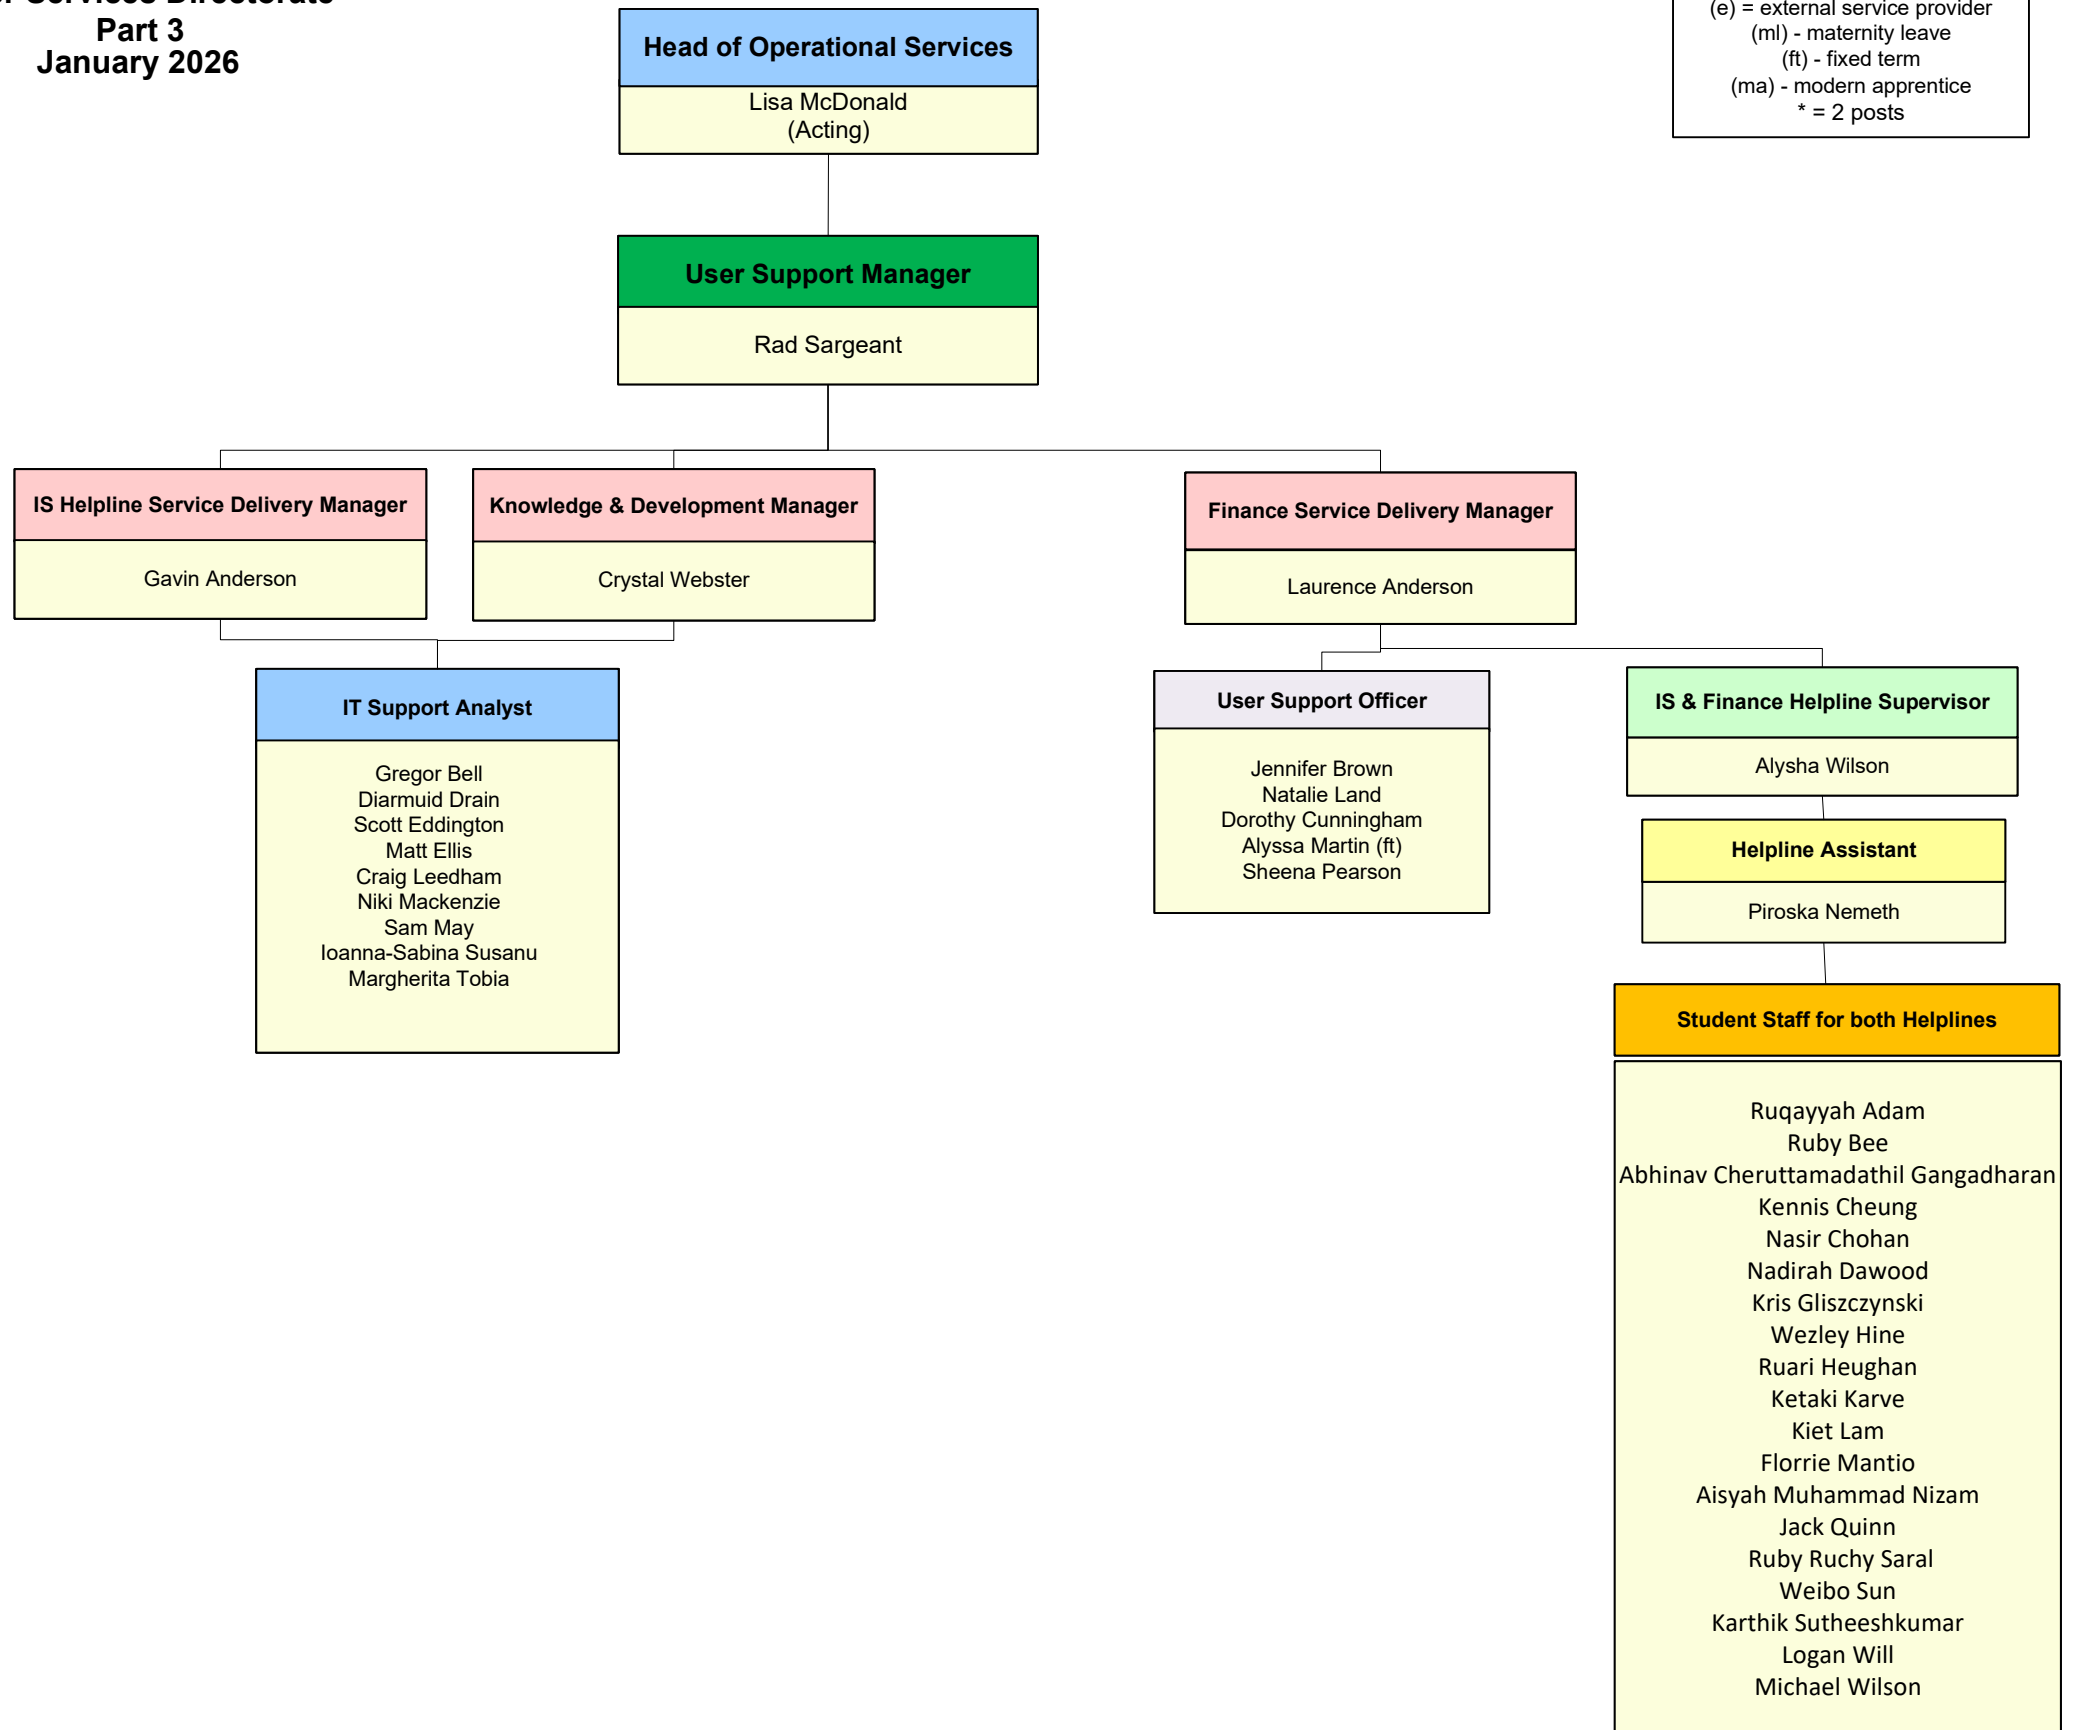 Services Directorate
Part 3
January 2026
(e) = external service provider
(ml) - maternity leave
(ft) - fixed term
(ma) - modern apprentice
* = 2 posts
Head of Operational Services
Lisa McDonald
(Acting)
User Support Manager
Rad Sargeant
IS Helpline Service Delivery Manager
Gavin Anderson
Knowledge & Development Manager
Crystal Webster
Finance Service Delivery Manager
Laurence Anderson
IT Support Analyst
Gregor Bell
Diarmuid Drain
Scott Eddington
Matt Ellis
Craig Leedham
Niki Mackenzie
Sam May
Ioanna-Sabina Susanu
Margherita Tobia
User Support Officer
Jennifer Brown
Natalie Land
Dorothy Cunningham
Alyssa Martin (ft)
Sheena Pearson
IS & Finance Helpline Supervisor
Alysha Wilson
Helpline Assistant
Piroska Nemeth
Student Staff for both Helplines
Ruqayyah Adam
Ruby Bee
Abhinav Cheruttamadathil Gangadharan
Kennis Cheung
Nasir Chohan
Nadirah Dawood
Kris Gliszczynski
Wezley Hine
Ruari Heughan
Ketaki Karve
Kiet Lam
Florrie Mantio
Aisyah Muhammad Nizam
Jack Quinn
Ruby Ruchy Saral
Weibo Sun
Karthik Sutheeshkumar
Logan Will
Michael Wilson